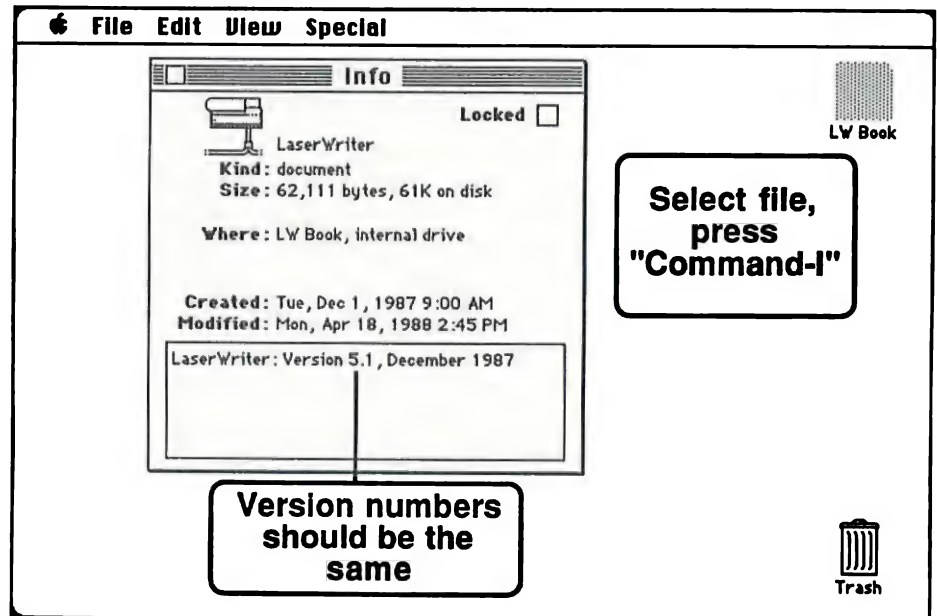 File Edit View Special
Info
Locked
LaserWriter
Kind: document
Size: 62,111 bytes, 61K on disk
Where: LW Book, internal drive
Created: Tue, Dec 1, 1987 9:00 AM
Modified: Mon, Apr 18, 1988 2:45 PM
LaserWriter: Version 5.1, December 1987
LW Book
Select file,
press
"Command-I"
Version numbers
should be the
same
Trash